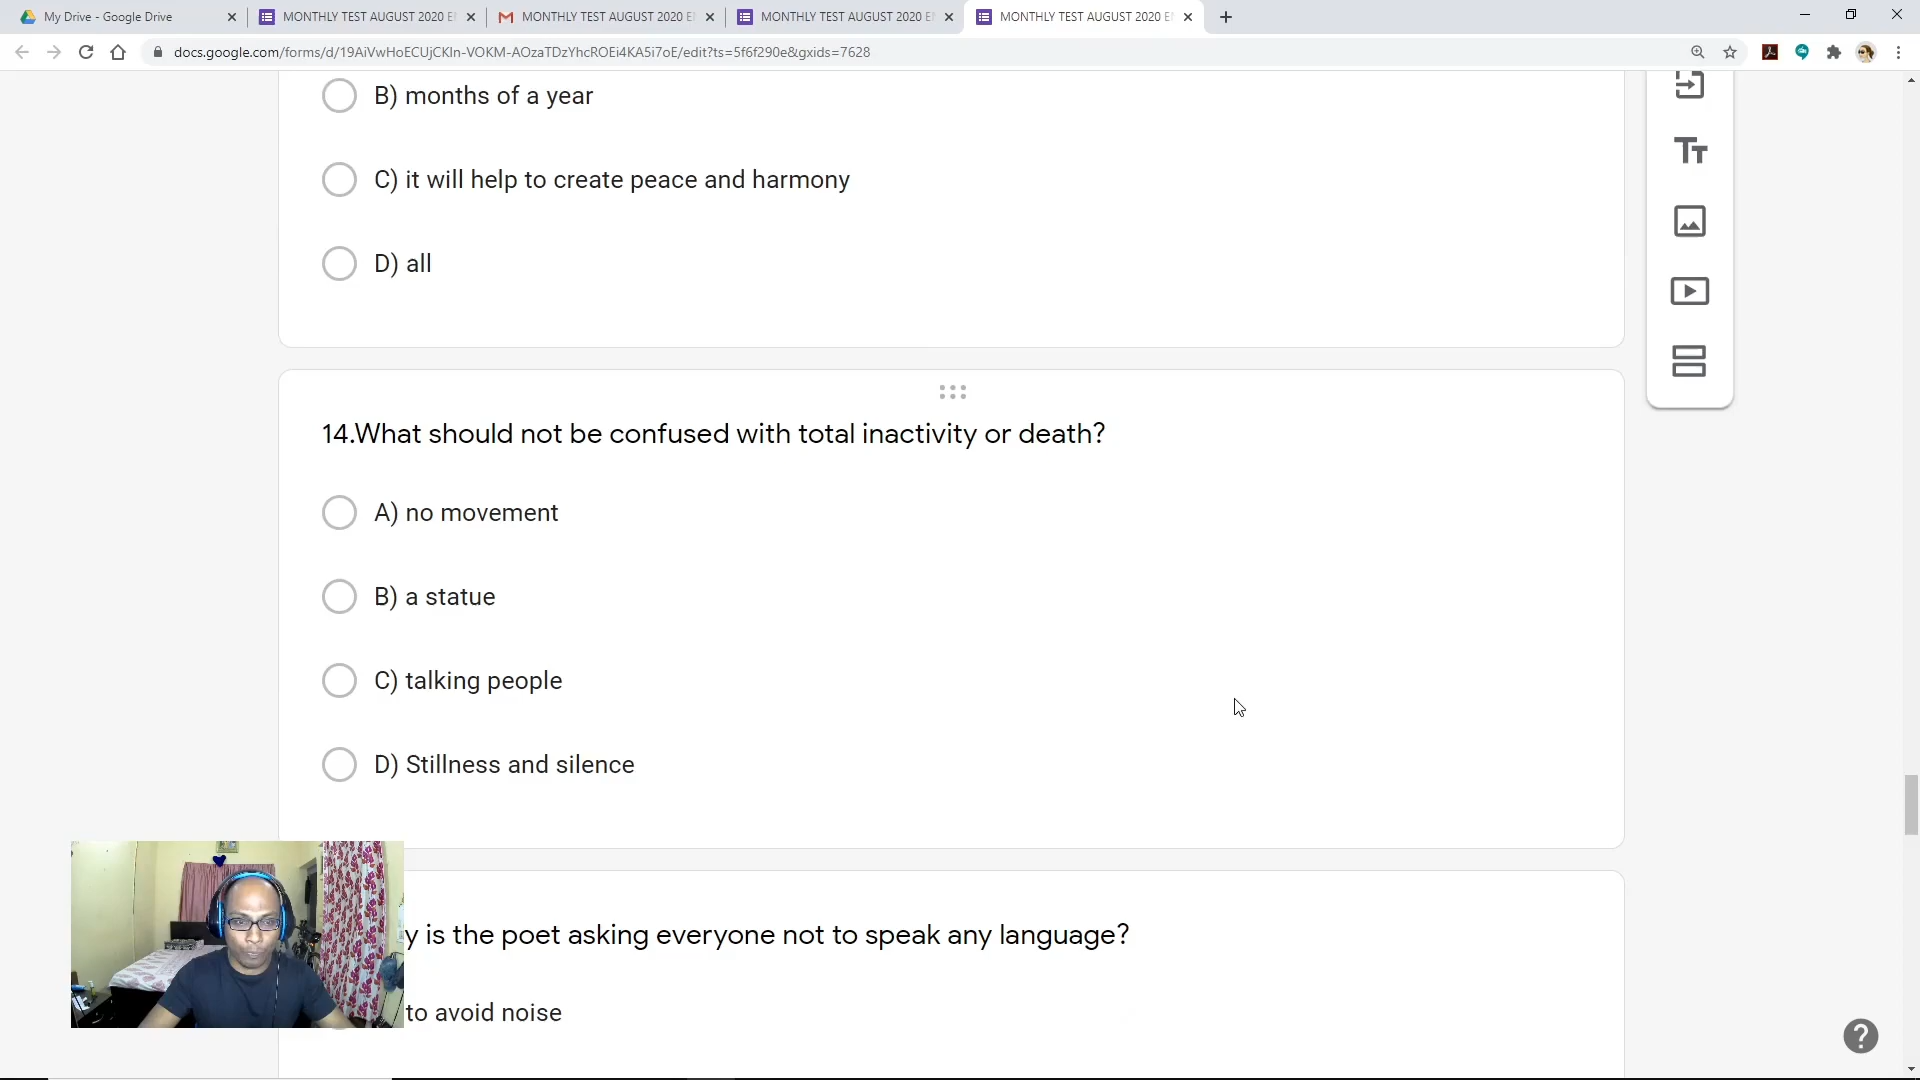 My Drive - Google Drive
MONTHLY TEST AUGUST 2020 E
MONTHLY TEST AUGUST 2020 E
MONTHLY TEST AUGUST 2020 E
MONTHLY TEST AUGUST 2020 E
docs.google.com/forms/d/19AiVwHoECUjCKIn-VOKM-AOzaTDzYhcROEi4KA5i7oE/edit?ts=5f6f290e&gxids=7628
B) months of a year
C) it will help to create peace and harmony
D) all
14.What should not be confused with total inactivity or death?
A) no movement
B) a statue
C) talking people
D) Stillness and silence
y is the poet asking everyone not to speak any language?
to avoid noise